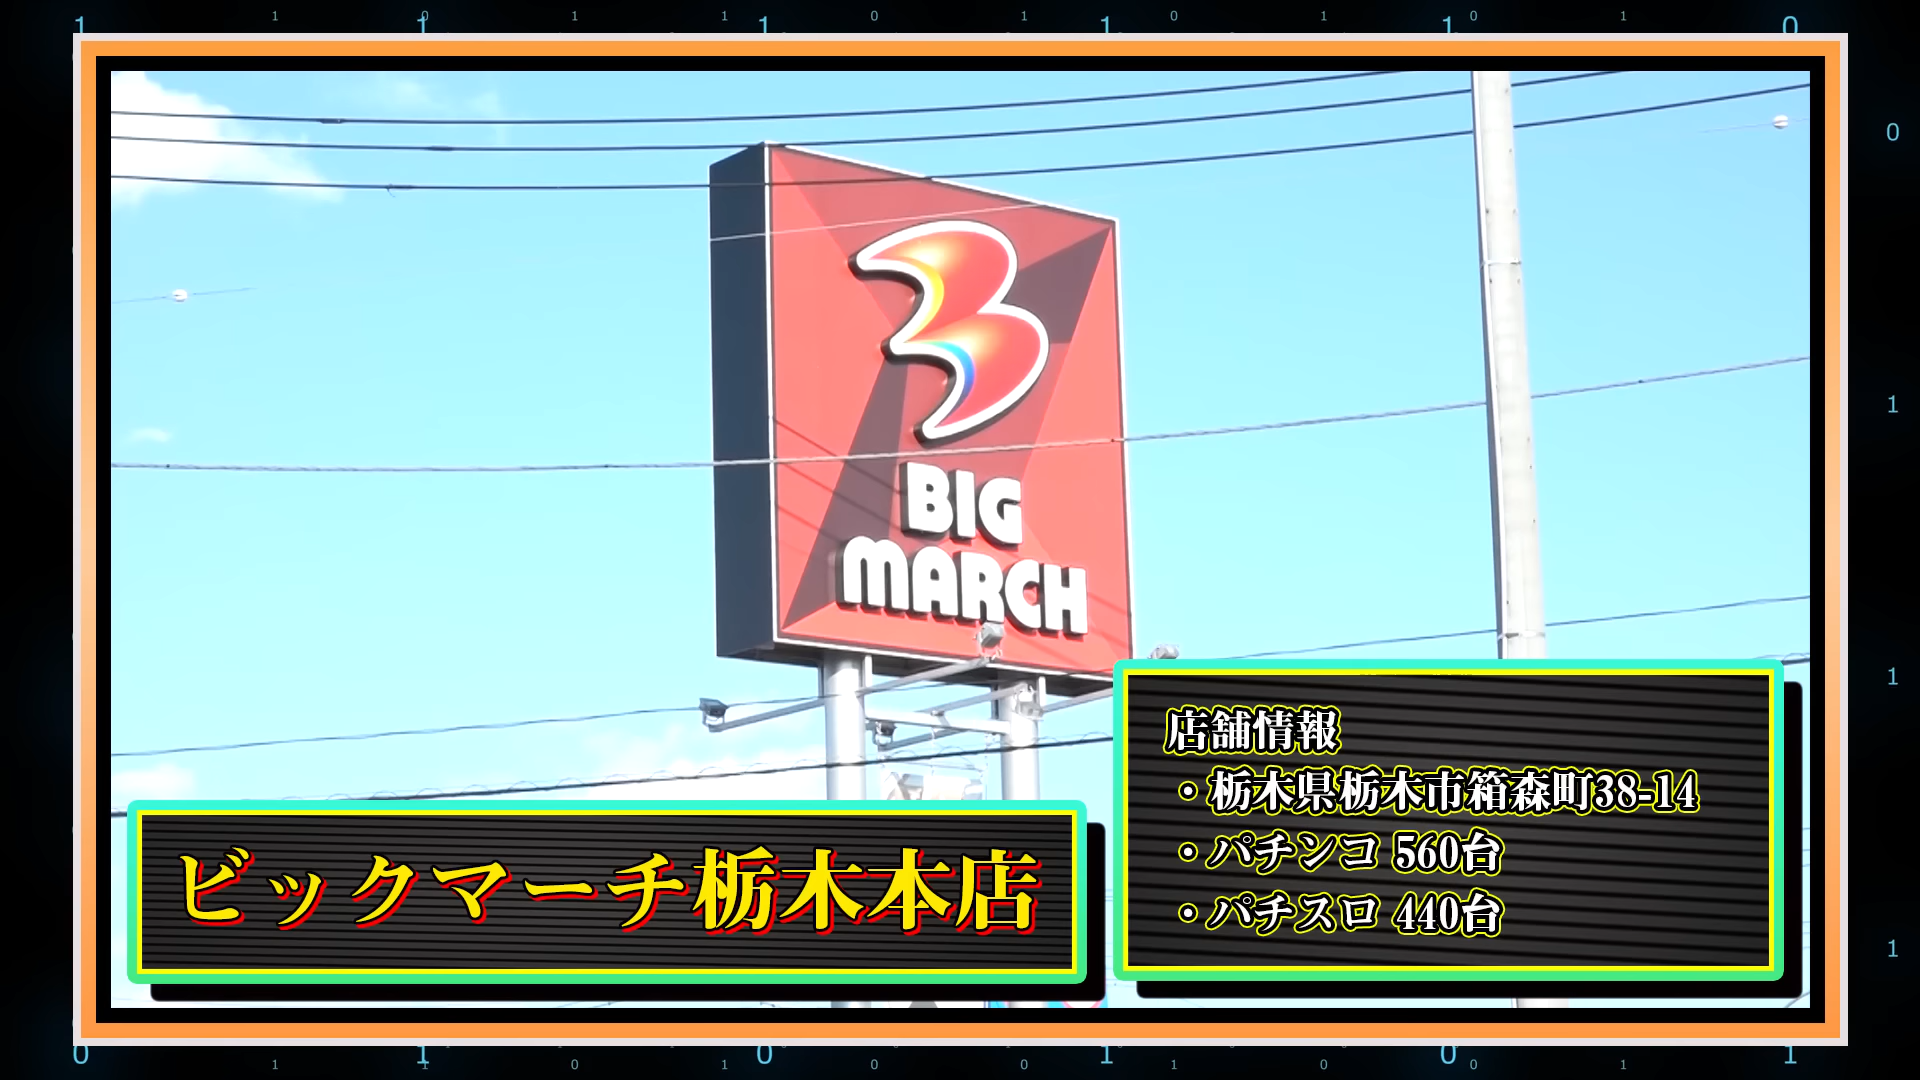 BIG
MARCH
ビックマーチ栃木本店
店舗情報
・栃木県栃木市箱森町38-14
・パチンコ 560台
・パチスロ 440台